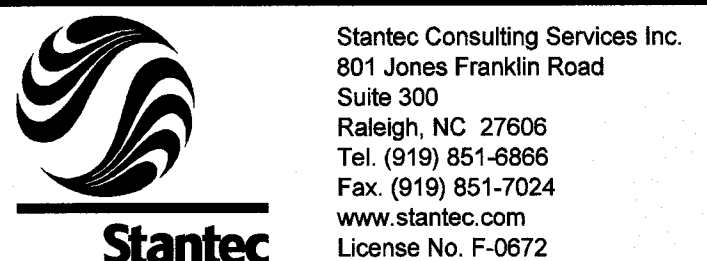 Stantec Consulting Services Inc.
801 Jones Franklin Road
Suite 300
Raleigh, NC 27606
Tel. (919) 851-6866
Fax. (919) 851-7024
www.stantec.com
License No. F-0672
Stantec